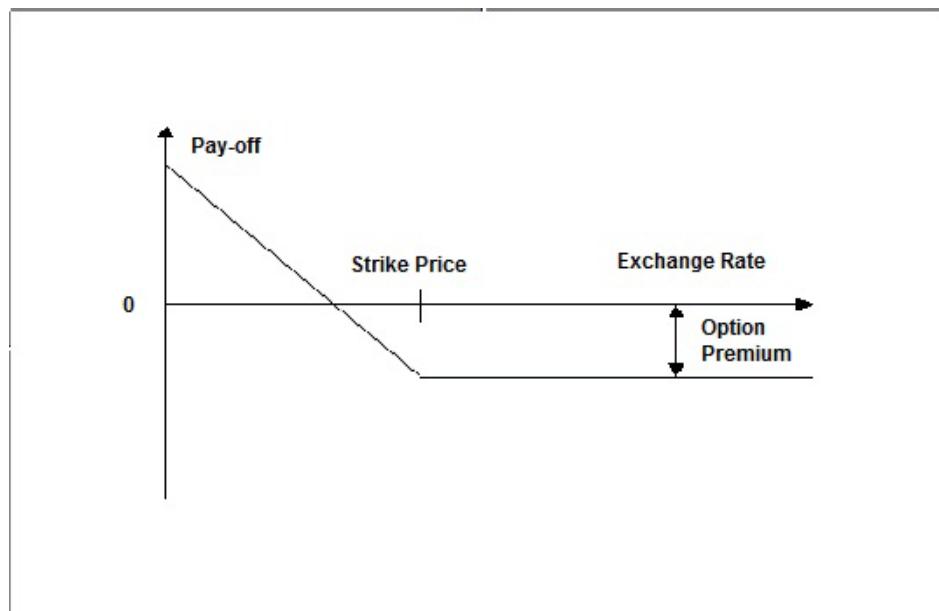 Pay-off
Strike Price
Exchange Rate
0
Option
Premium